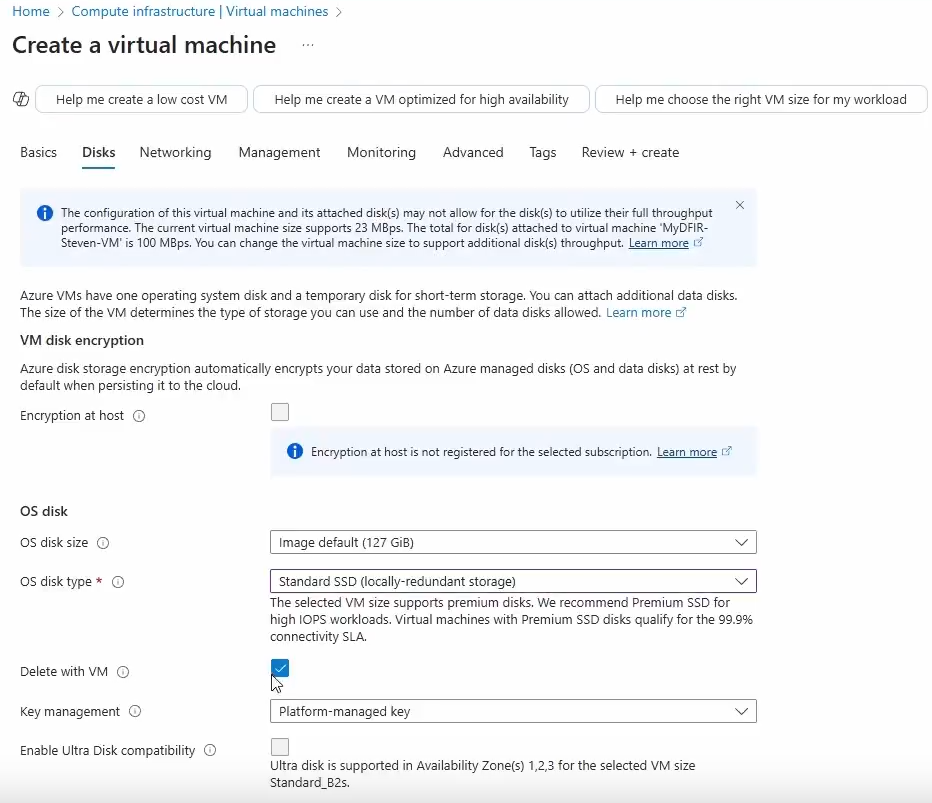 Home > Compute infrastructure | Virtual machines >
Create a virtual machine ...
Help me create a low cost VM Help me create a VM optimized for high availability Help me choose the right VM size for my workload
Basics Disks Networking Management Monitoring Advanced Tags Review + create
The configuration of this virtual machine and its attached disk(s) may not allow for the disk(s) to utilize their full throughput
performance. The current virtual machine size supports 23 MBps. The total for disk(s) attached to virtual machine 'MyDFIR-
Steven-VM' is 100 MBps. You can change the virtual machine size to support additional disk(s) throughput. Learn more
Azure VMs have one operating system disk and a temporary disk for short-term storage. You can attach additional data disks.
The size of the VM determines the type of storage you can use and the number of data disks allowed. Learn more
VM disk encryption
Azure disk storage encryption automatically encrypts your data stored on Azure managed disks (OS and data disks) at rest by
default when persisting it to the cloud.
Encryption at host
Encryption at host is not registered for the selected subscription. Learn more
OS disk
OS disk size Image default (127 GiB)
OS disk type * Standard SSD (locally-redundant storage)
The selected VM size supports premium disks. We recommend Premium SSD for
high IOPS workloads. Virtual machines with Premium SSD disks qualify for the 99.9%
connectivity SLA.
Delete with VM
Key management Platform-managed key
Enable Ultra Disk compatibility
Ultra disk is supported in Availability Zone(s) 1,2,3 for the selected VM size
Standard_B2s.